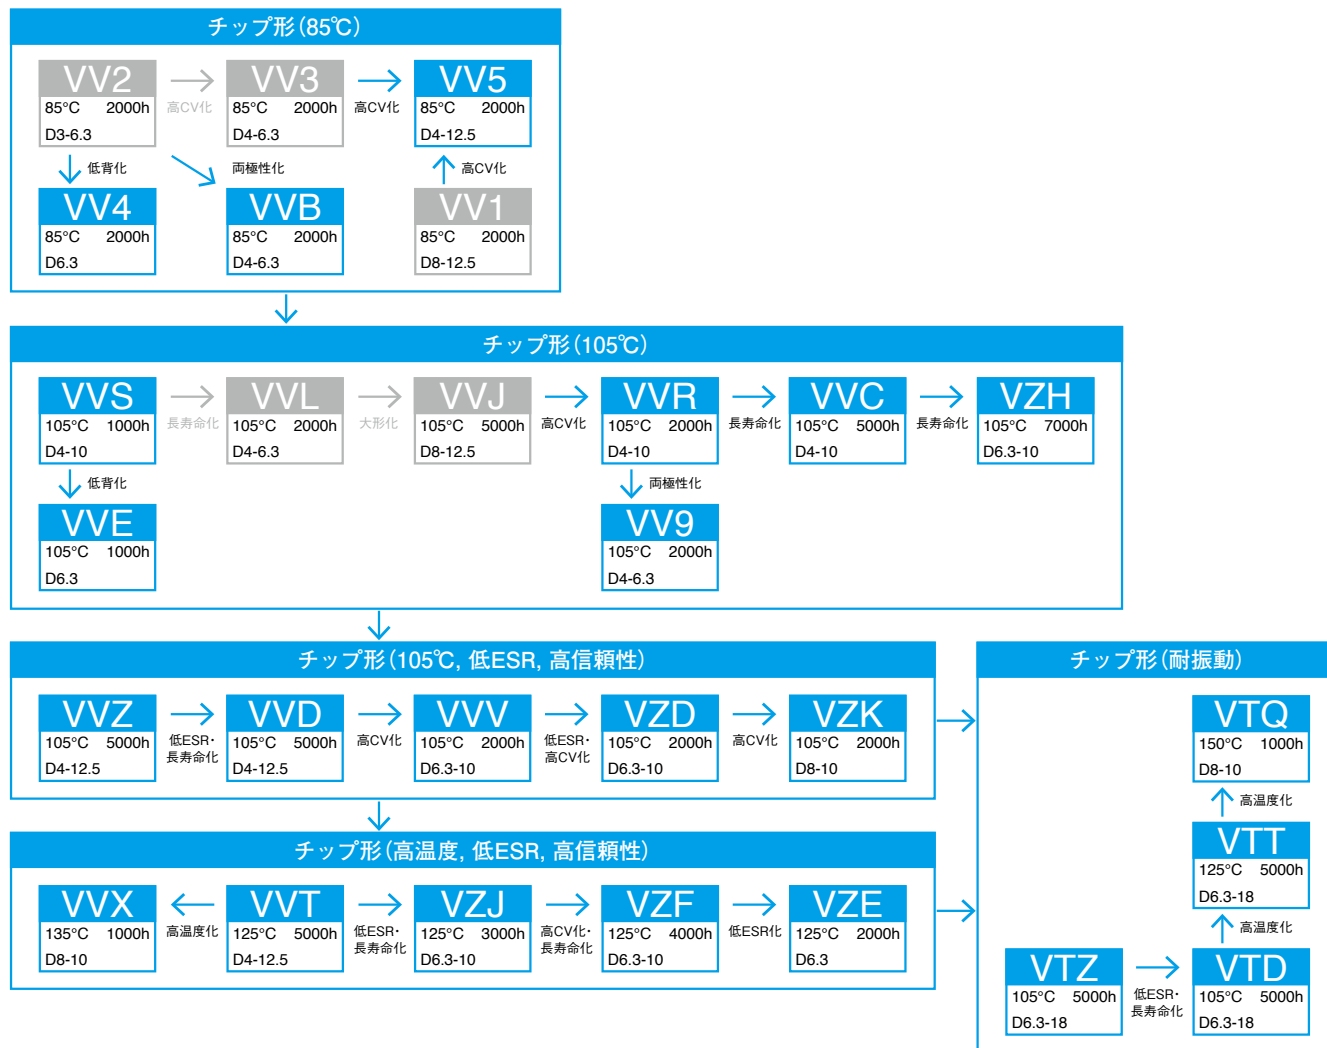 チップ形(85℃)
VV2
85°C 2000h
D3-6.3
高CV化
VV3
85°C 2000h
D4-6.3
高CV化
VV5
85°C 2000h
D4-12.5
低背化
両極性化
高CV化
VV4
85°C 2000h
D6.3
VVB
85°C 2000h
D4-6.3
VV1
85°C 2000h
D8-12.5
チップ形(105℃)
VVS
105°C 1000h
D4-10
長寿命化
VVL
105°C 2000h
D4-6.3
大形化
VVJ
105°C 5000h
D8-12.5
高CV化
VVR
105°C 2000h
D4-10
長寿命化
VVC
105°C 5000h
D4-10
長寿命化
VZH
105°C 7000h
D6.3-10
低背化
両極性化
VVE
105°C 1000h
D6.3
VV9
105°C 2000h
D4-6.3
チップ形(105℃, 低ESR, 高信頼性)
VVZ
105°C 5000h
D4-12.5
低ESR・
長寿命化
VVD
105°C 5000h
D4-12.5
高CV化
VVV
105°C 2000h
D6.3-10
低ESR・
高CV化
VZD
105°C 2000h
D6.3-10
高CV化
VZK
105°C 2000h
D8-10
チップ形(高温度, 低ESR, 高信頼性)
VVX
135°C 1000h
D8-10
高温度化
VVT
125°C 5000h
D4-12.5
低ESR・
長寿命化
VZJ
125°C 3000h
D6.3-10
高CV化・
長寿命化
VZF
125°C 4000h
D6.3-10
低ESR化
VZE
125°C 2000h
D6.3
チップ形(耐振動)
VTQ
150°C 1000h
D8-10
高温度化
VTT
125°C 5000h
D6.3-18
高温度化
VTZ
105°C 5000h
D6.3-18
低ESR・
長寿命化
VTD
105°C 5000h
D6.3-18